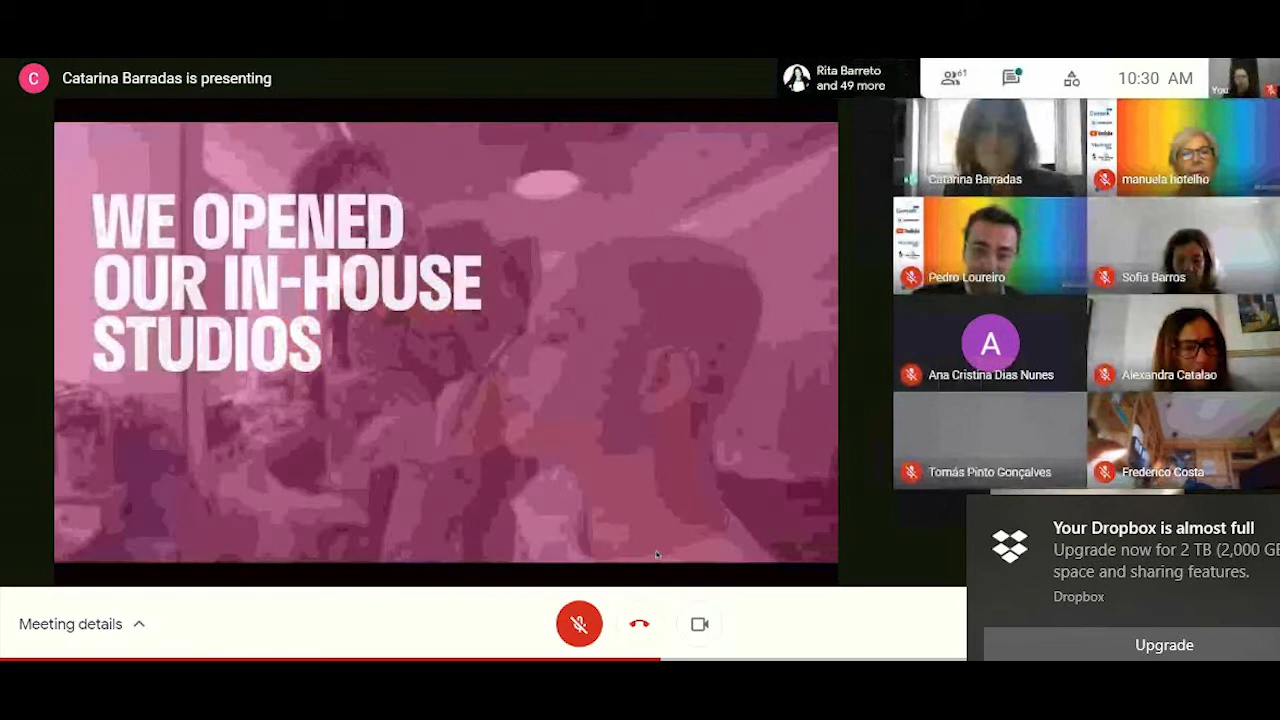 C
Catarina Barradas is presenting
Rita Barreto
and 49 more
61
10:30 AM
You
WE OPENED
OUR IN-HOUSE
STUDIOS
Catarina Barradas
manuela botelho
YouTube
Pedro Loureiro
YouTube
Sofia Barros
A
Ana Cristina Dias Nunes
Alexandra Catalao
Tomás Pinto Gonçalves
Frederico Costa
Your Dropbox is almost full
Upgrade now for 2 TB (2,000 GB
space and sharing features.
Dropbox
Upgrade
Meeting details